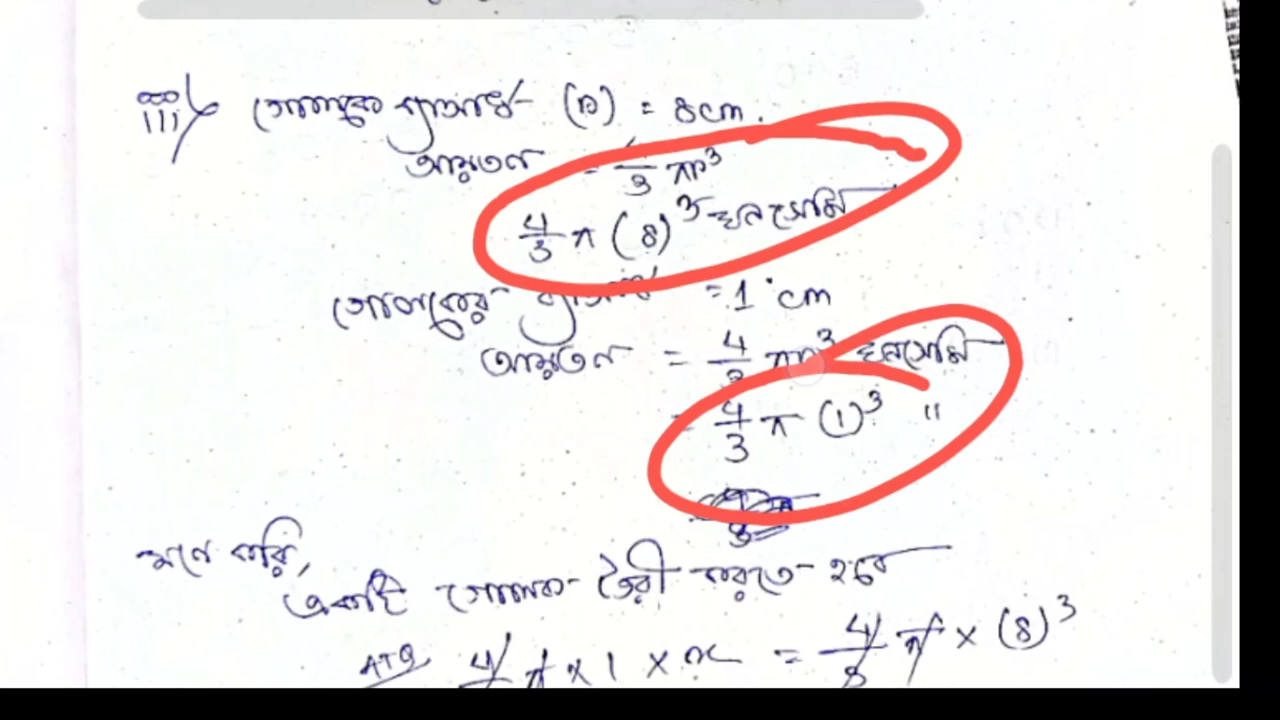 iii) গোলকের ব্যাসার্ধ (r) = 8cm.
আয়তন = 4/3 πr³
4/3 π (8)³ ঘন সেমি
গোলকের ব্যাসার্ধ = 1 cm
আয়তন = 4/3 πr³ ঘনসেমি
= 4/3 π (1)³ "
মনে করি,
একটি গোলক তৈরী করতে হবে
ATQ 4/ π × 1 × x = 4/3 π × (8)³